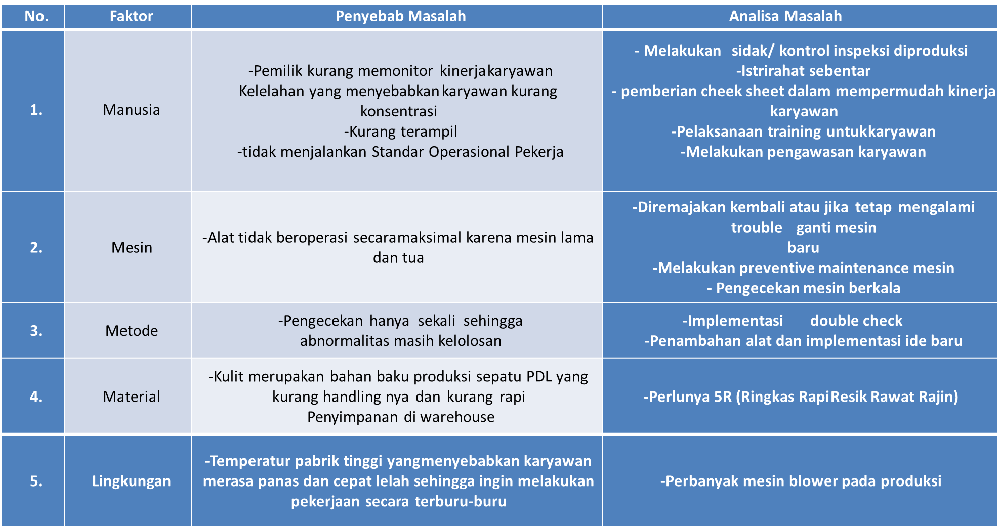 No. Faktor Penyebab Masalah Analisa Masalah
1.
Manusia
-Pemilik kurang memonitor kinerjakaryawan
Kelelahan yang menyebabkan karyawan kurang
konsentrasi
-Kurang terampil
-tidak menjalankan Standar Operasional Pekerja
- Melakukan sidak/ kontrol inspeksi diproduksi
-Istrirahat sebentar
- pemberian cheek sheet dalam mempermudah kinerja
karyawan
-Pelaksanaan training untukkaryawan
-Melakukan pengawasan karyawan
2.
Mesin
-Alat tidak beroperasi secaramaksimal karena mesin lama
dan tua
-Diremajakan kembali atau jika tetap mengalami
trouble ganti mesin
baru
-Melakukan preventive maintenance mesin
- Pengecekan mesin berkala
3.
Metode
-Pengecekan hanya sekali sehingga
abnormalitas masih kelolosan
-Implementasi double check
-Penambahan alat dan implementasi ide baru
4.
Material
-Kulit merupakan bahan baku produksi sepatu PDL yang
kurang handling nya dan kurang rapi
Penyimpanan di warehouse
-Perlunya 5R (Ringkas RapiResik Rawat Rajin)
5.
Lingkungan
-Temperatur pabrik tinggi yangmenyebabkan karyawan
merasa panas dan cepat lelah sehingga ingin melakukan
pekerjaan secara terburu-buru
-Perbanyak mesin blower pada produksi